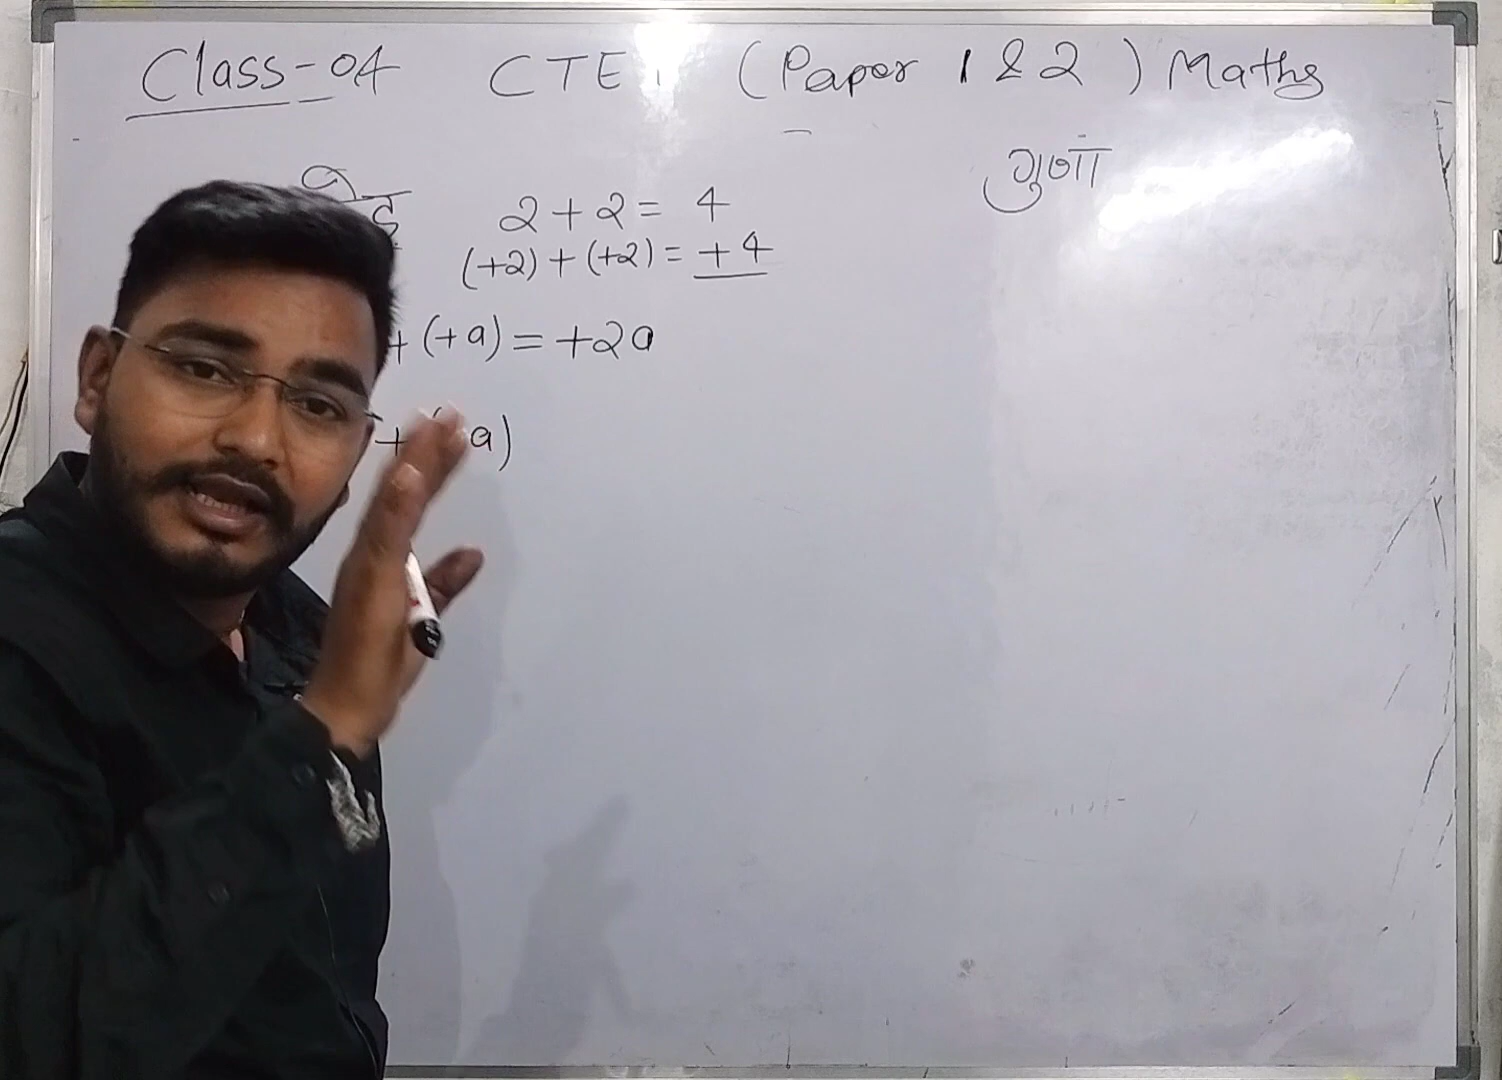 Class-04 CTET (Paper 1 & 2) Maths
गुणा
2 + 2 = 4
(+2) + (+2) = +4
+ (+a) = +2a
+ ( a)